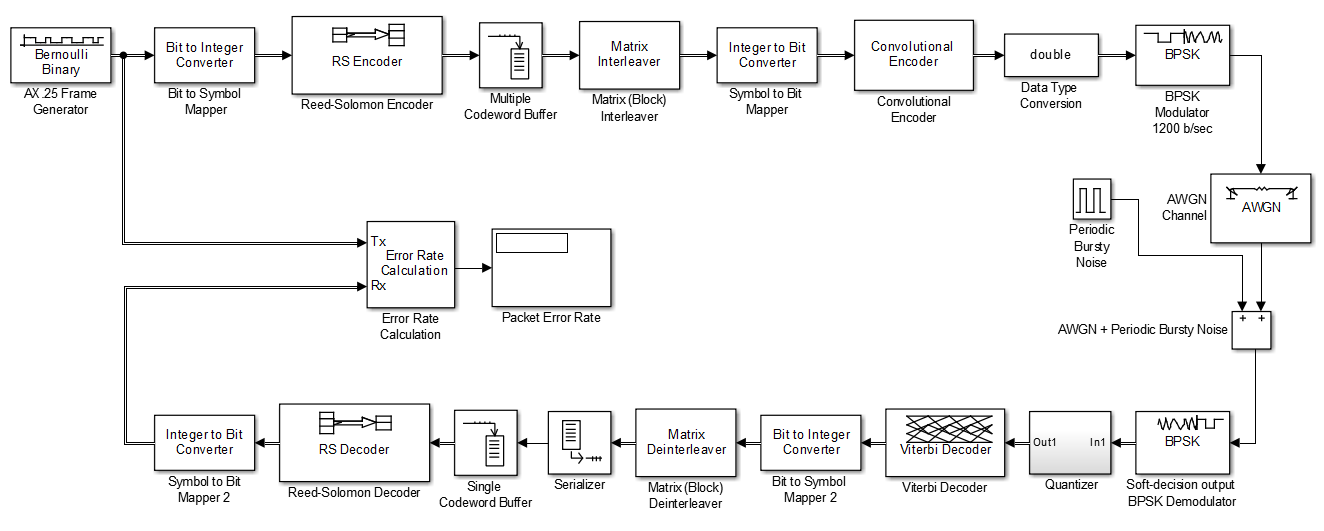 Bernoulli
Binary
AX .25 Frame
Generator
Bit to Integer
Converter
Bit to Symbol
Mapper
RS Encoder
Reed-Solomon Encoder
Multiple
Codeword Buffer
Matrix
Interleaver
Matrix (Block)
Interleaver
Integer to Bit
Converter
Symbol to Bit
Mapper
Convolutional
Encoder
Convolutional
Encoder
double
Data Type
Conversion
BPSK
BPSK
Modulator
1200 b/sec
AWGN
AWGN
Channel
Periodic
Bursty
Noise
Tx
Error Rate
Calculation
Rx
Error Rate
Calculation
Packet Error Rate
+ +
AWGN + Periodic Bursty Noise
Integer to Bit
Converter
Symbol to Bit
Mapper 2
RS Decoder
Reed-Solomon Decoder
Single
Codeword Buffer
Serializer
Matrix
Deinterleaver
Matrix (Block)
Deinterleaver
Bit to Integer
Converter
Bit to Symbol
Mapper 2
Viterbi Decoder
Viterbi Decoder
Out1 In1
Quantizer
BPSK
Soft-decision output
BPSK Demodulator